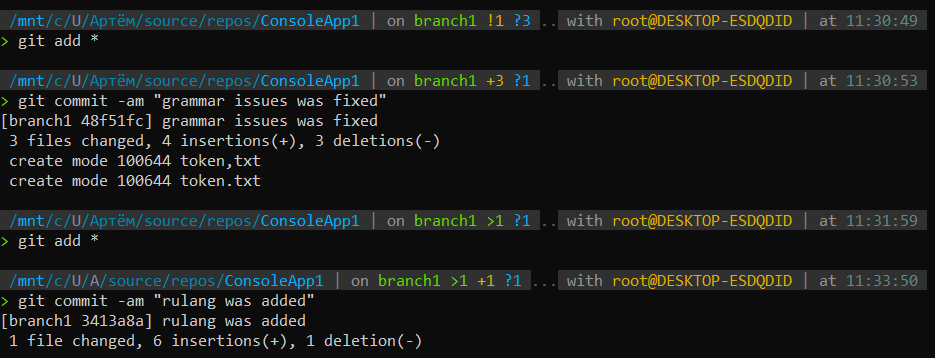 /mnt/c/U/Артём/source/repos/ConsoleApp1 | on branch1 !1 ?3 .. with root@DESKTOP-ESDQDID | at 11:30:49
> git add *
/mnt/c/U/Артём/source/repos/ConsoleApp1 | on branch1 +3 ?1 .. with root@DESKTOP-ESDQDID | at 11:30:53
> git commit -am "grammar issues was fixed"
[branch1 48f51fc] grammar issues was fixed
3 files changed, 4 insertions(+), 3 deletions(-)
create mode 100644 token,txt
create mode 100644 token.txt
/mnt/c/U/Артём/source/repos/ConsoleApp1 | on branch1 >1 ?1 .. with root@DESKTOP-ESDQDID | at 11:31:59
> git add *
/mnt/c/U/А/source/repos/ConsoleApp1 | on branch1 >1 +1 ?1 ... with root@DESKTOP-ESDQDID | at 11:33:50
> git commit -am "rulang was added"
[branch1 3413a8a] rulang was added
1 file changed, 6 insertions(+), 1 deletion(-)